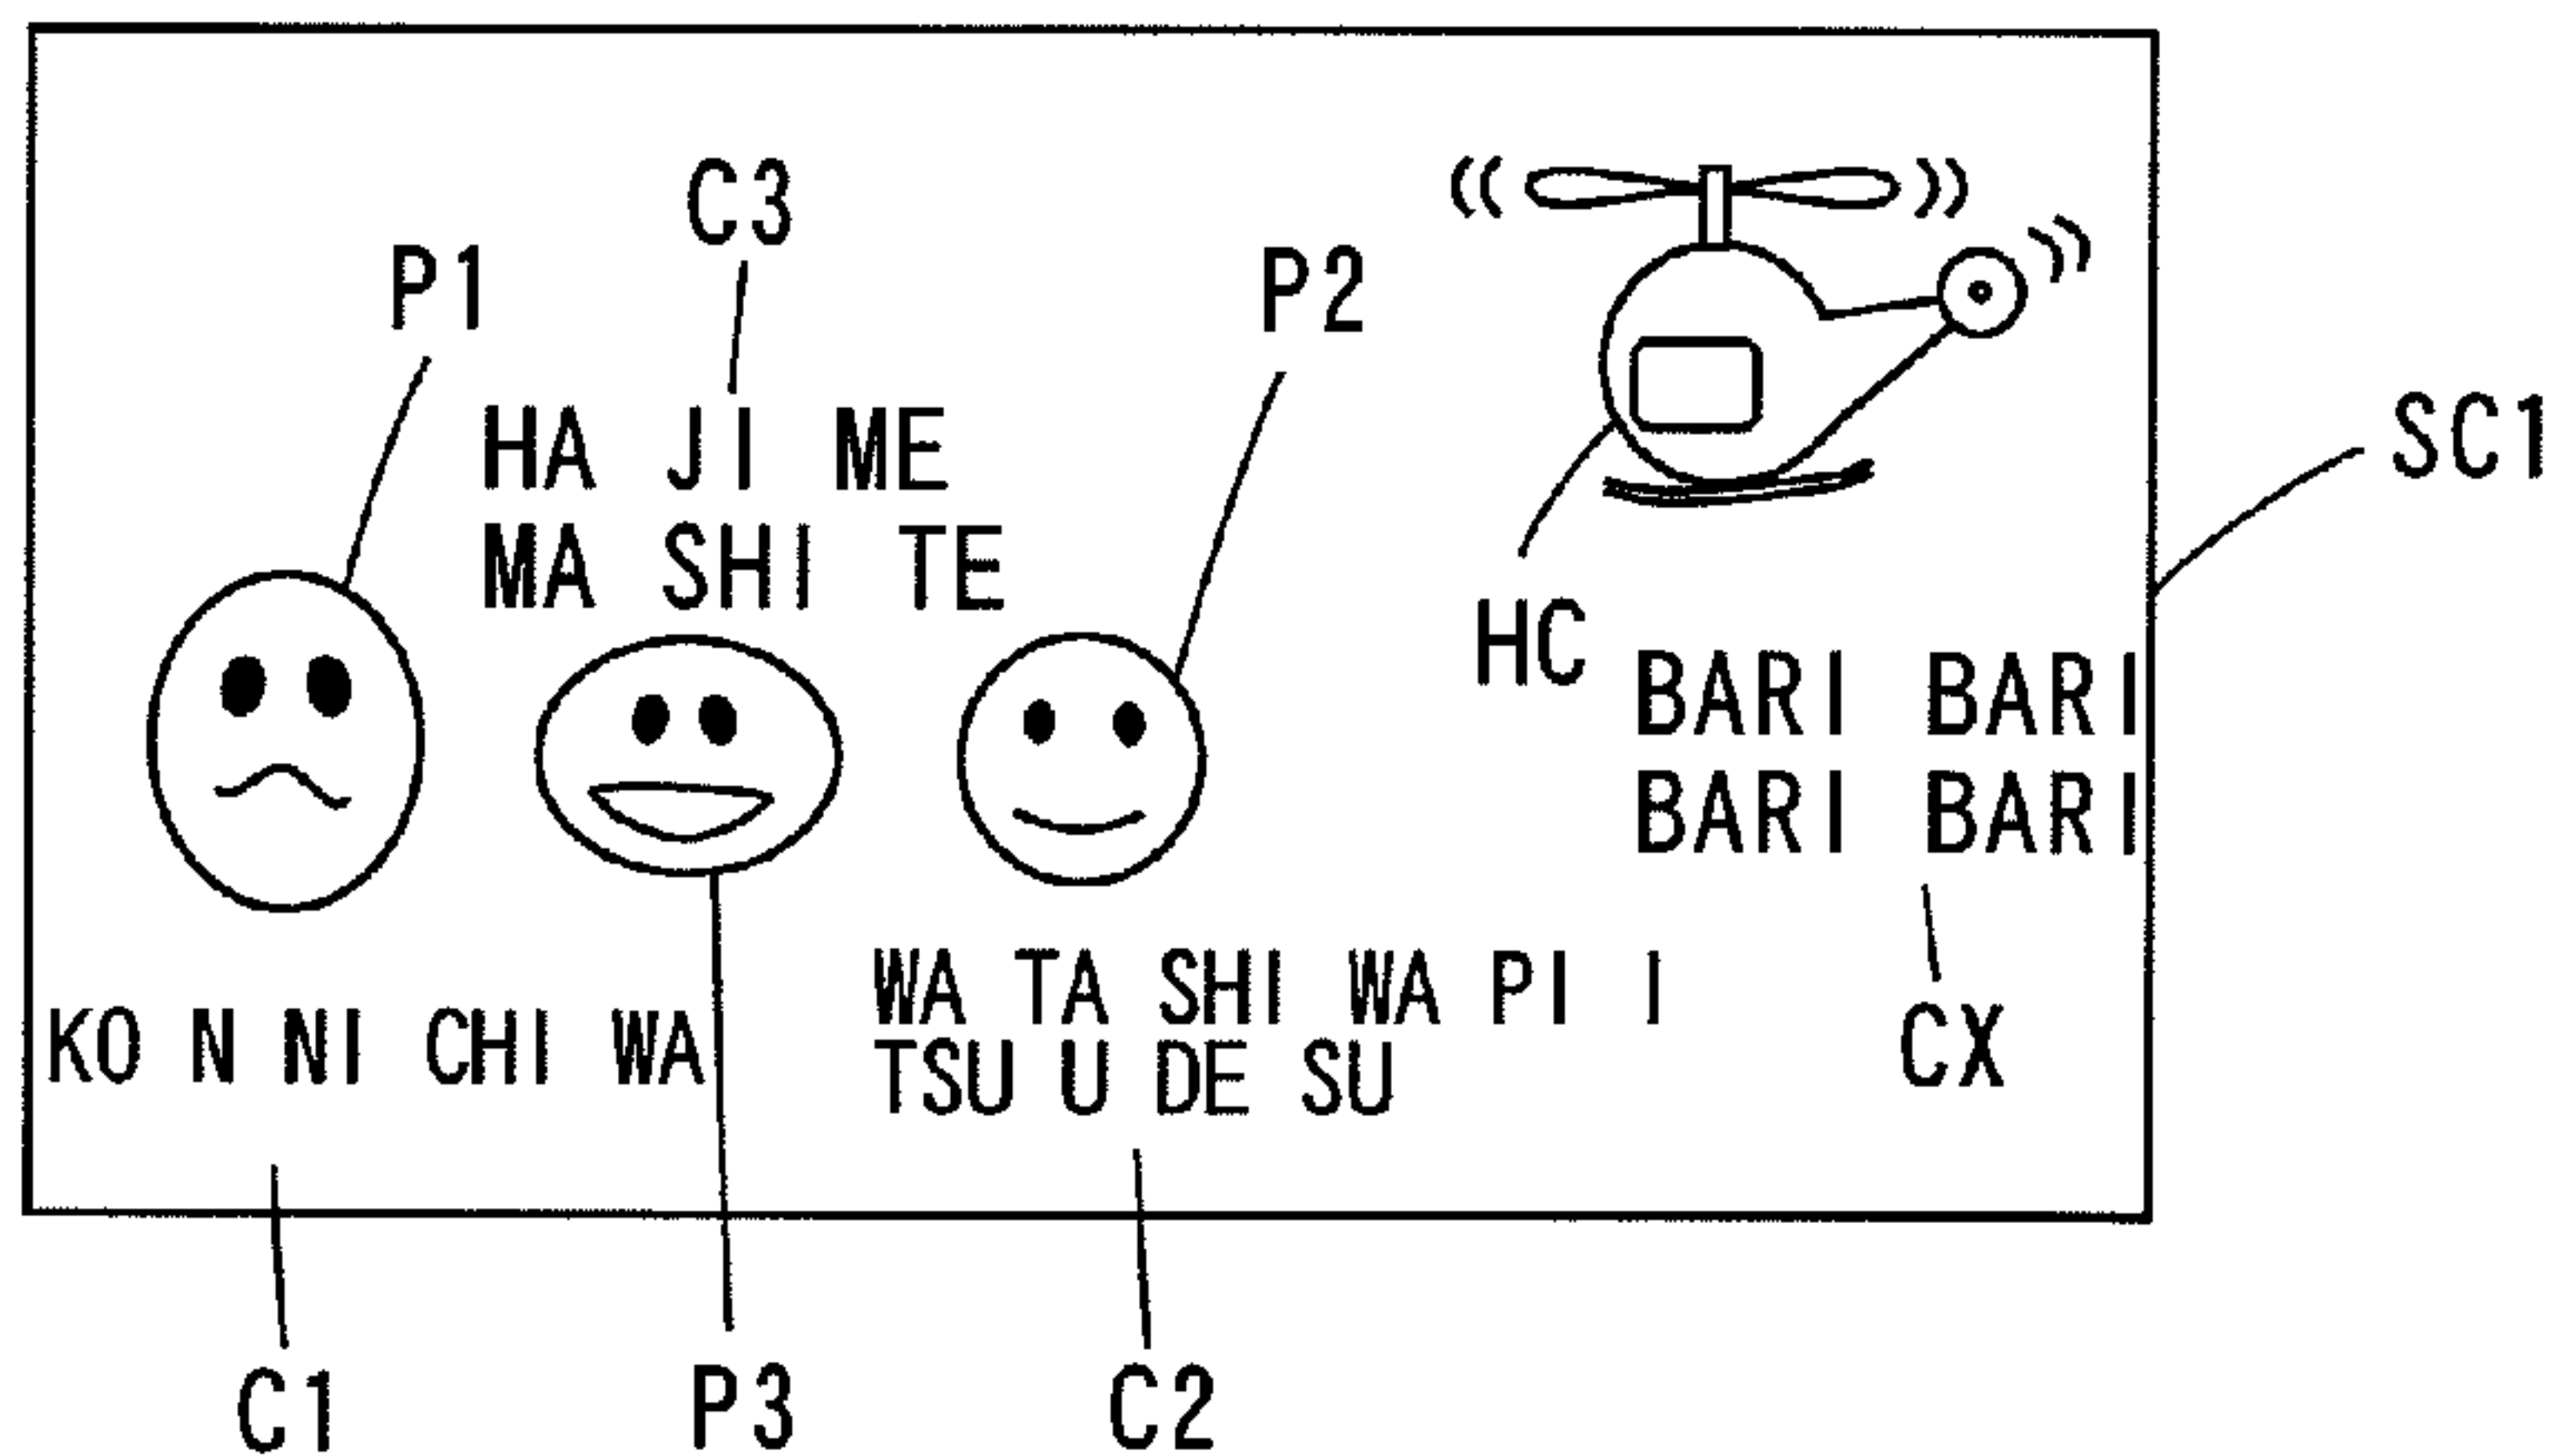 C3
P1
P2
HA JI ME
MA SHI TE
SC1
HC
BARI BARI
BARI BARI
KO N NI CHI WA
WA TA SHI WA PI I
TSU U DE SU
CX
C1
P3
C2